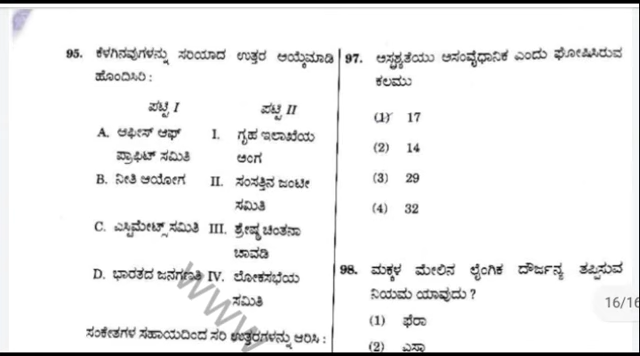 95. ಕೆಳಗಿನವುಗಳನ್ನು ಸರಿಯಾದ ಉತ್ತರ ಆಯ್ಕೆಮಾಡಿ
ಹೊಂದಿಸಿರಿ :
ಪಟ್ಟಿ I ಪಟ್ಟಿ II
A. ಆಫೀಸ್ ಆಫ್ I. ಗೃಹ ಇಲಾಖೆಯ
ಪ್ರಾಫಿಟ್ ಸಮಿತಿ ಅಂಗ
B. ನೀತಿ ಆಯೋಗ II. ಸಂಸತ್ತಿನ ಜಂಟೀ
ಸಮಿತಿ
C. ಎಸ್ಟಿಮೇಟ್ಸ್ ಸಮಿತಿ III. ಶ್ರೇಷ್ಠ ಚಿಂತನಾ
ಚಾವಡಿ
D. ಭಾರತದ ಜನಗಣತಿ IV. ಲೋಕಸಭೆಯ
ಸಮಿತಿ
ಸಂಕೇತಗಳ ಸಹಾಯದಿಂದ ಸರಿ ಉತ್ತರಗಳನ್ನು ಆರಿಸಿ :
97. ಅಸ್ಪೃಶ್ಯತೆಯು ಅಸಂವೈಧಾನಿಕ ಎಂದು ಘೋಷಿಸಿರುವ
ಕಲಮು
(1) 17
(2) 14
(3) 29
(4) 32
98. ಮಕ್ಕಳ ಮೇಲಿನ ಲೈಂಗಿಕ ದೌರ್ಜನ್ಯ ತಪ್ಪಿಸುವ
ನಿಯಮ ಯಾವುದು ?
(1) ಫೆರಾ
(2) ಎಸ್ಮಾ
16/16
www